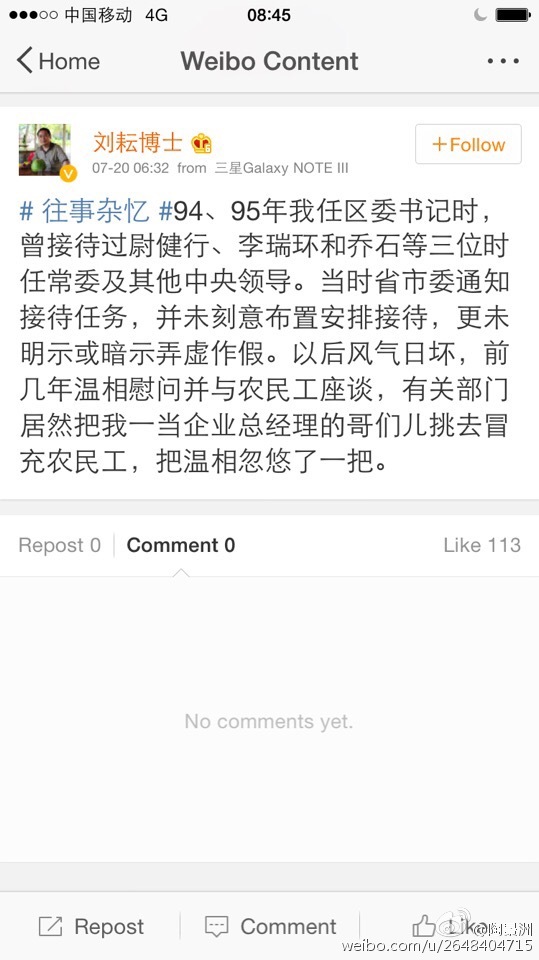 中国移动 4G 08:45
Home Weibo Content
刘耘博士 +Follow
07-20 06:32 from 三星Galaxy NOTE III
# 往事杂忆 #94、95年我任区委书记时，
曾接待过尉健行、李瑞环和乔石等三位时
任常委及其他中央领导。当时省市委通知
接待任务，并未刻意布置安排接待，更未
明示或暗示弄虚作假。以后风气日坏，前
几年温相慰问并与农民工座谈，有关部门
居然把我一当企业总经理的哥们儿挑去冒
充农民工，把温相忽悠了一把。
Repost 0 Comment 0 Like 113
No comments yet.
Repost Comment Like
weibo.com/u/2648404715